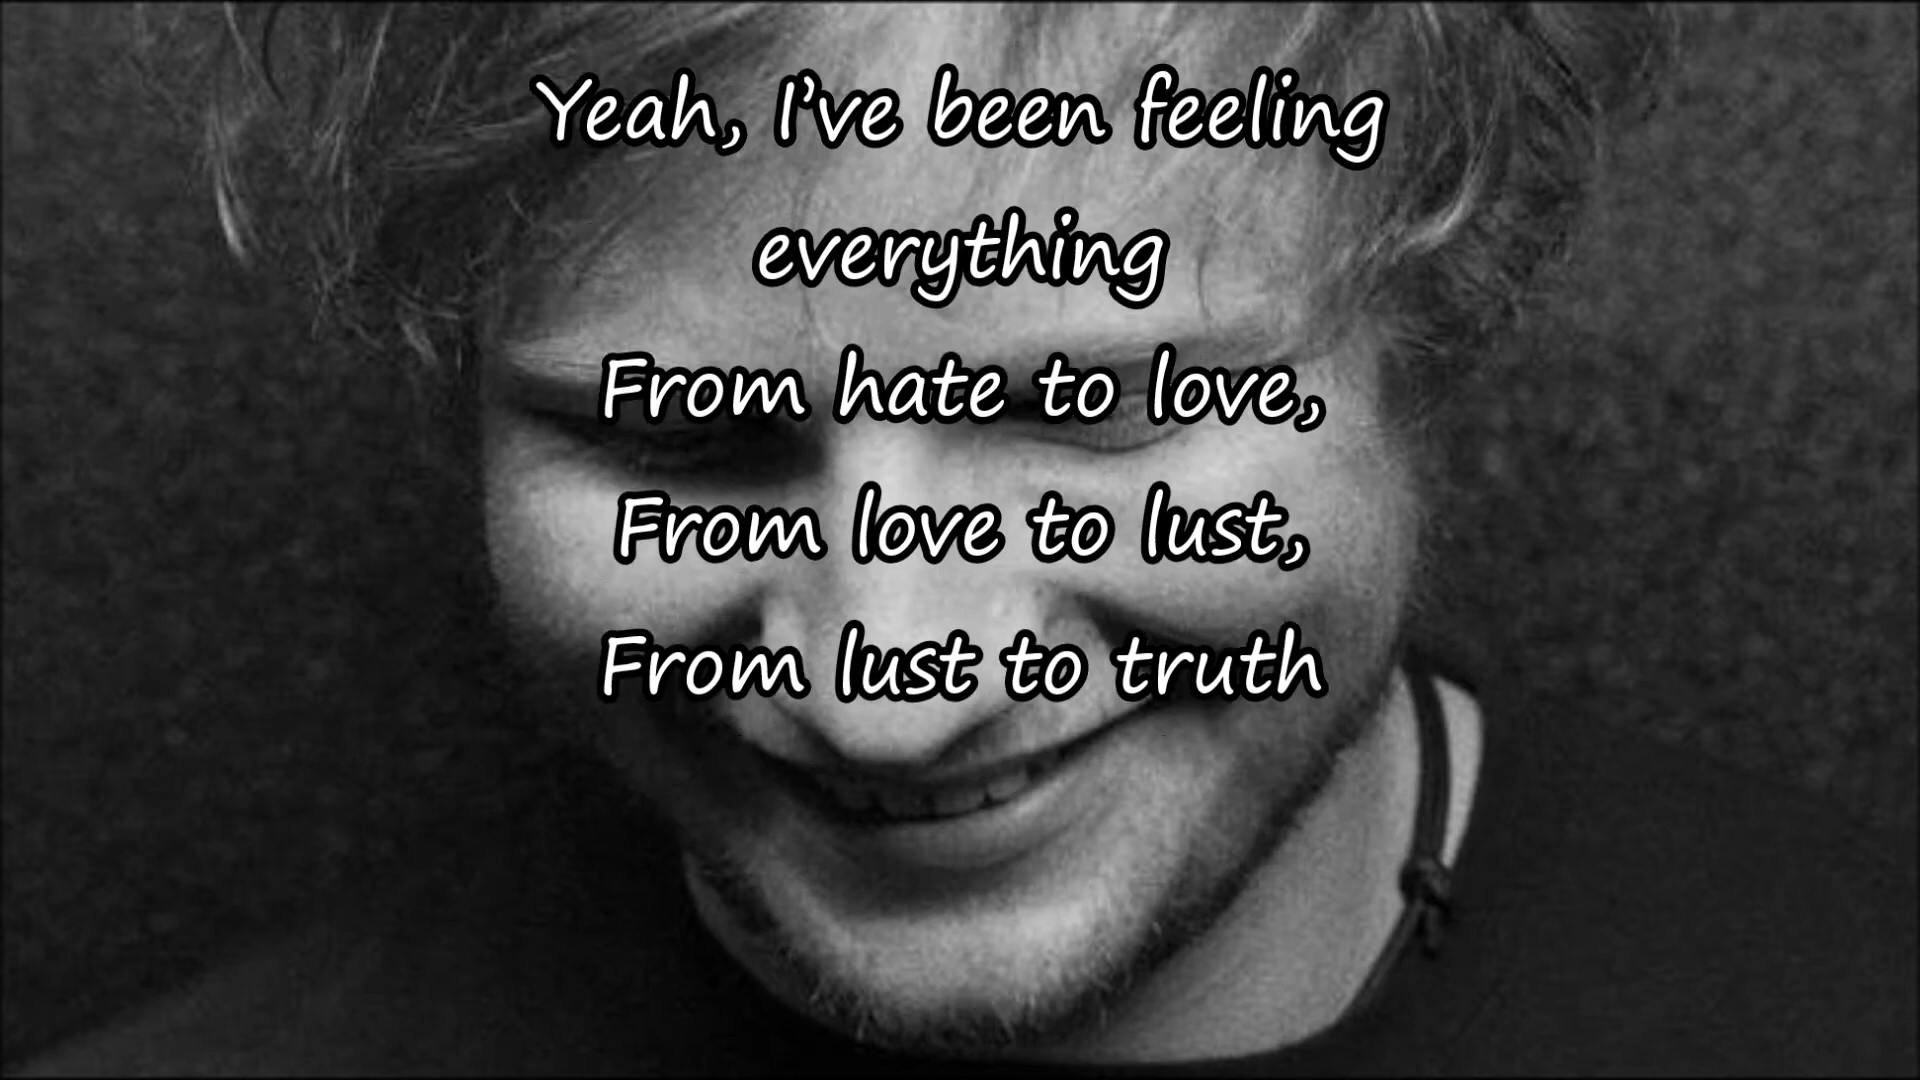 Yeah, I’ve been feeling
everything
From hate to love,
From love to lust,
From lust to truth